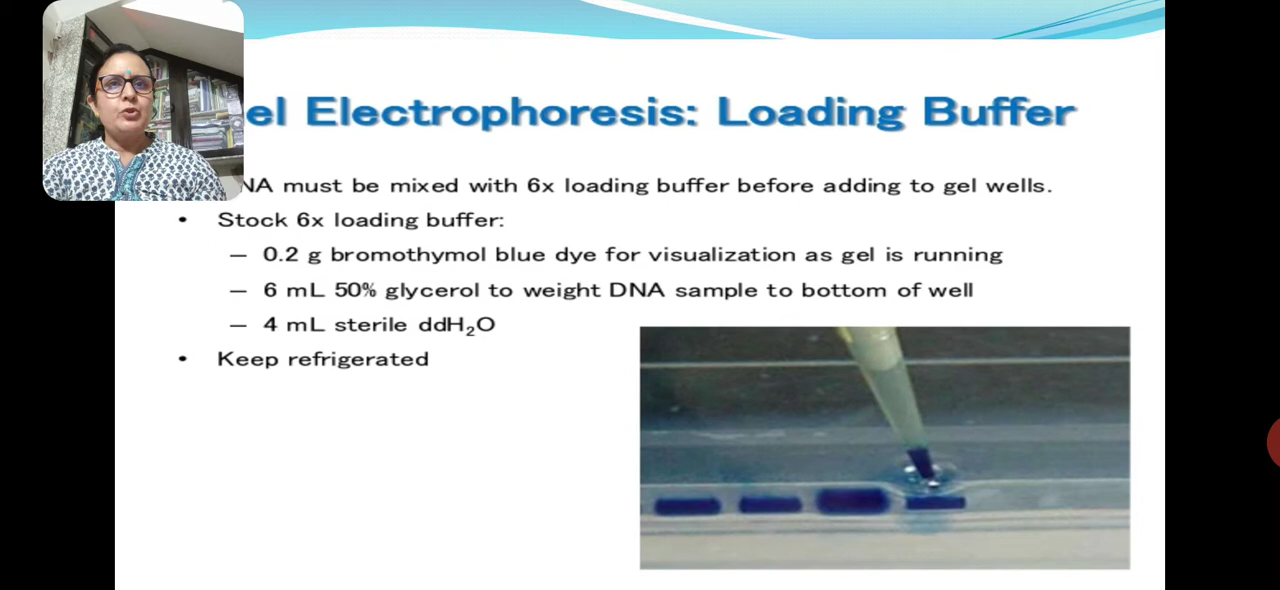 el Electrophoresis: Loading Buffer
NA must be mixed with 6x loading buffer before adding to gel wells.
• Stock 6x loading buffer:
– 0.2 g bromothymol blue dye for visualization as gel is running
– 6 mL 50% glycerol to weight DNA sample to bottom of well
– 4 mL sterile ddH₂O
• Keep refrigerated